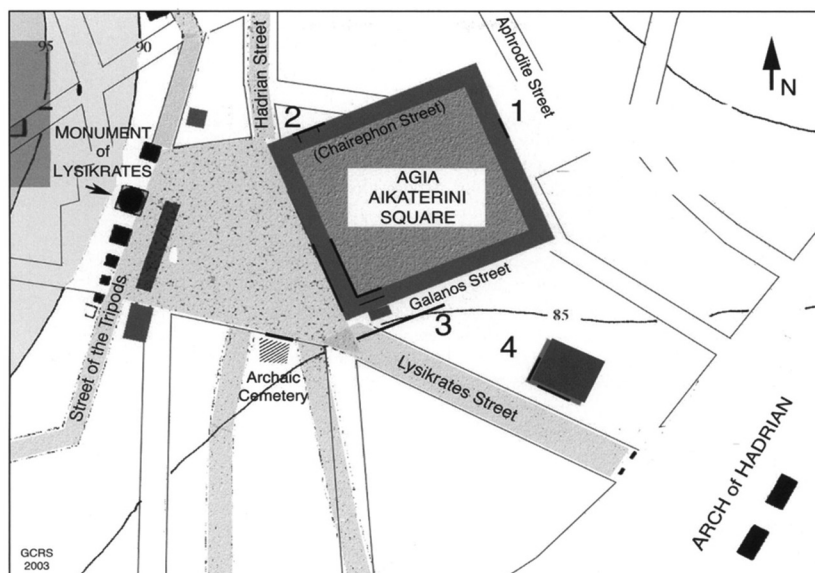 95
90
Hadrian Street
Aphrodite Street
N
MONUMENT
of
LYSIKRATES
2
1
(Chairephon Street)
AGIA
AIKATERINI
SQUARE
Galanos Street
85
3
4
Street of the Tripods
Archaic
Cemetery
Lysikrates Street
ARCH of HADRIAN
GCRS
2003